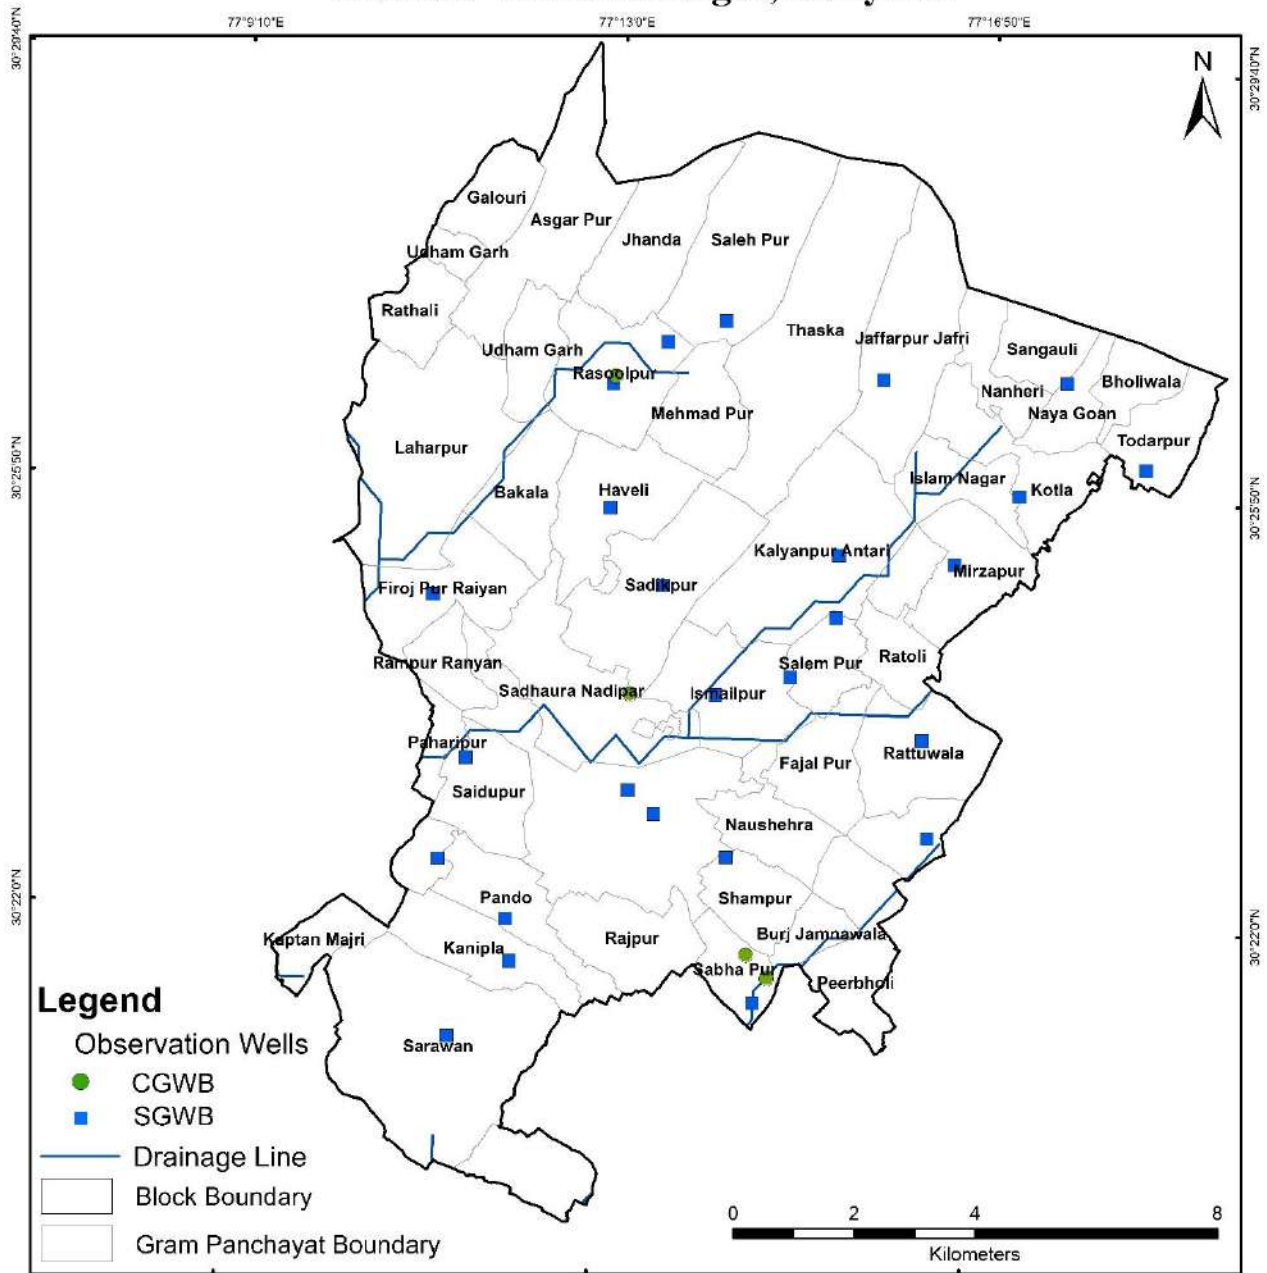 77°9'10"E
77°13'0"E
77°16'50"E
30°29'40"N
30°29'40"N
N
Galouri
Asgar Pur
Jhanda
Saleh Pur
Udham Garh
Rathali
Thaska
Jaffarpur Jafri
Udham Garh
Sangauli
Rasoolpur
Bholiwala
Nanheri
Mehmad Pur
Naya Goan
Todarpur
Laharpur
30°25'50"N
Islam Nagar
Bakala
Haveli
Kotla
30°25'50"N
Kalyanpur Antari
Mirzapur
Firoj Pur Raiyan
Sadikpur
Ratoli
Rampur Ranyan
Salem Pur
Sadhaura Nadipar
Ismailpur
Paharipur
Rattuwala
Fajal Pur
Saidupur
Naushehra
30°22'0"N
Pando
Shampur
Burj Jamnawala
30°22'0"N
Kaptan Majri
Rajpur
Kanipla
Sabha Pur
Peerbholi
Sarawan
Legend
Observation Wells
CGWB
SGWB
Drainage Line
Block Boundary
Gram Panchayat Boundary
0 2 4 8
Kilometers